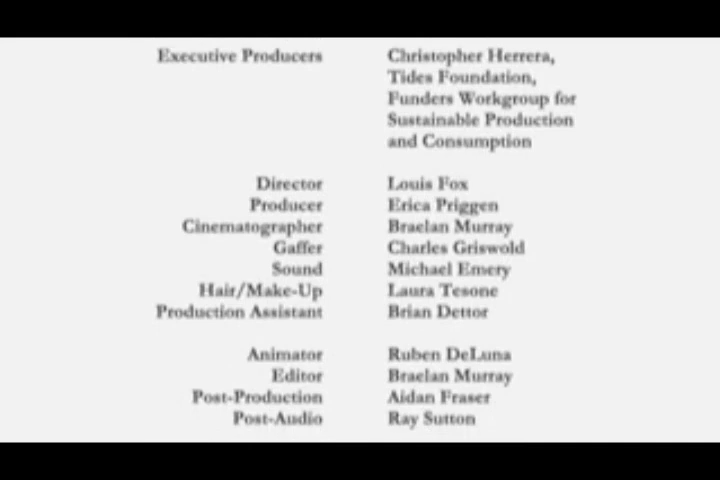 Executive Producers Christopher Herrera,
Tides Foundation,
Funders Workgroup for
Sustainable Production
and Consumption
Director Louis Fox
Producer Erica Priggen
Cinematographer Braelan Murray
Gaffer Charles Griswold
Sound Michael Emery
Hair/Make-Up Laura Tesone
Production Assistant Brian Dettor
Animator Ruben DeLuna
Editor Braelan Murray
Post-Production Aidan Fraser
Post-Audio Ray Sutton